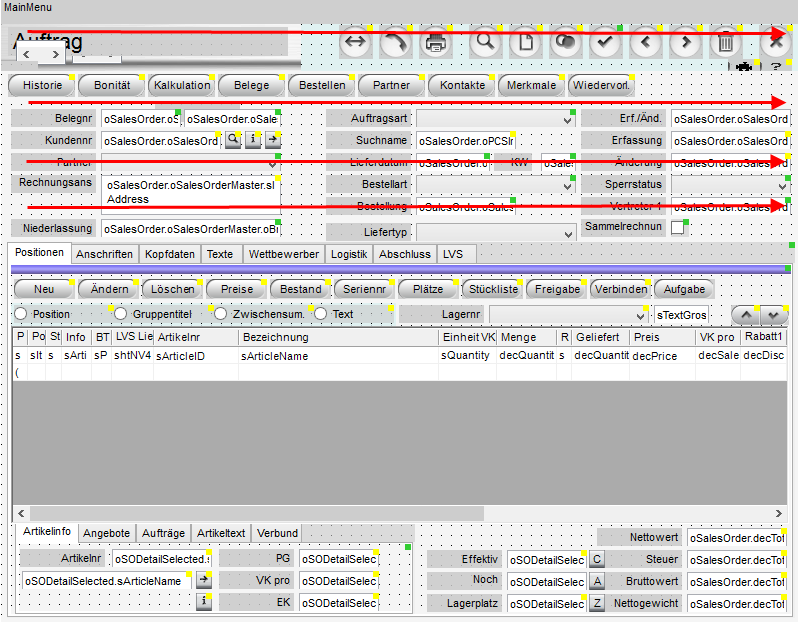 MainMenu
Auftrag
Historie Bonität Kalkulation Belege Bestellen Partner Kontakte Merkmale Wiedervorl.
Belegnr oSalesOrder.oS oSalesOrder.oSale Auftragsart Erf./Änd. oSalesOrder.oSalesOrd
Kundennr oSalesOrder.oSalesOrd i Suchname oSalesOrder.oPCSIr Erfassung oSalesOrder.oSalesOrd
Partner Lieferdatum oSalesOrder.o KW oSales Änderung oSalesOrder.oSalesOrd
Rechnungsans oSalesOrder.oSalesOrderMaster.sI Bestellart Sperrstatus
Address
Bestellung oSalesOrder.oSales Vertreter 1 oSalesOrder.oSalesOrd
Niederlassung oSalesOrder.oSalesOrderMaster.oBr Liefertyp Sammelrechnun
Positionen Anschriften Kopfdaten Texte Wettbewerber Logistik Abschluss LVS
Neu Ändern Löschen Preise Bestand Seriennr Plätze Stückliste Freigabe Verbinden Aufgabe
Position Gruppentitel Zwischensum. Text Lagernr sTextGros
P Po St Info BT LVS Lie Artikelnr Bezeichnung Einheit VK Menge R Geliefert Preis VK pro Rabatt1
s sIt s sArti sP shtNV4 sArticleID sArticleName sQuantity decQuantit s decQuantit decPrice decSale decDisc
(
Artikelinfo Angebote Aufträge Artikeltext Verbund
Nettowert oSalesOrder.decTot
Artikelnr oSODetailSelected.s PG oSODetailSelec Effektiv oSODetailSelec C Steuer oSalesOrder.decTot
oSODetailSelected.sArticleName VK pro oSODetailSelec Noch oSODetailSelec A Bruttowert oSalesOrder.decTot
i EK oSODetailSelec Lagerplatz oSODetailSelec Z Nettogewicht oSalesOrder.decTot